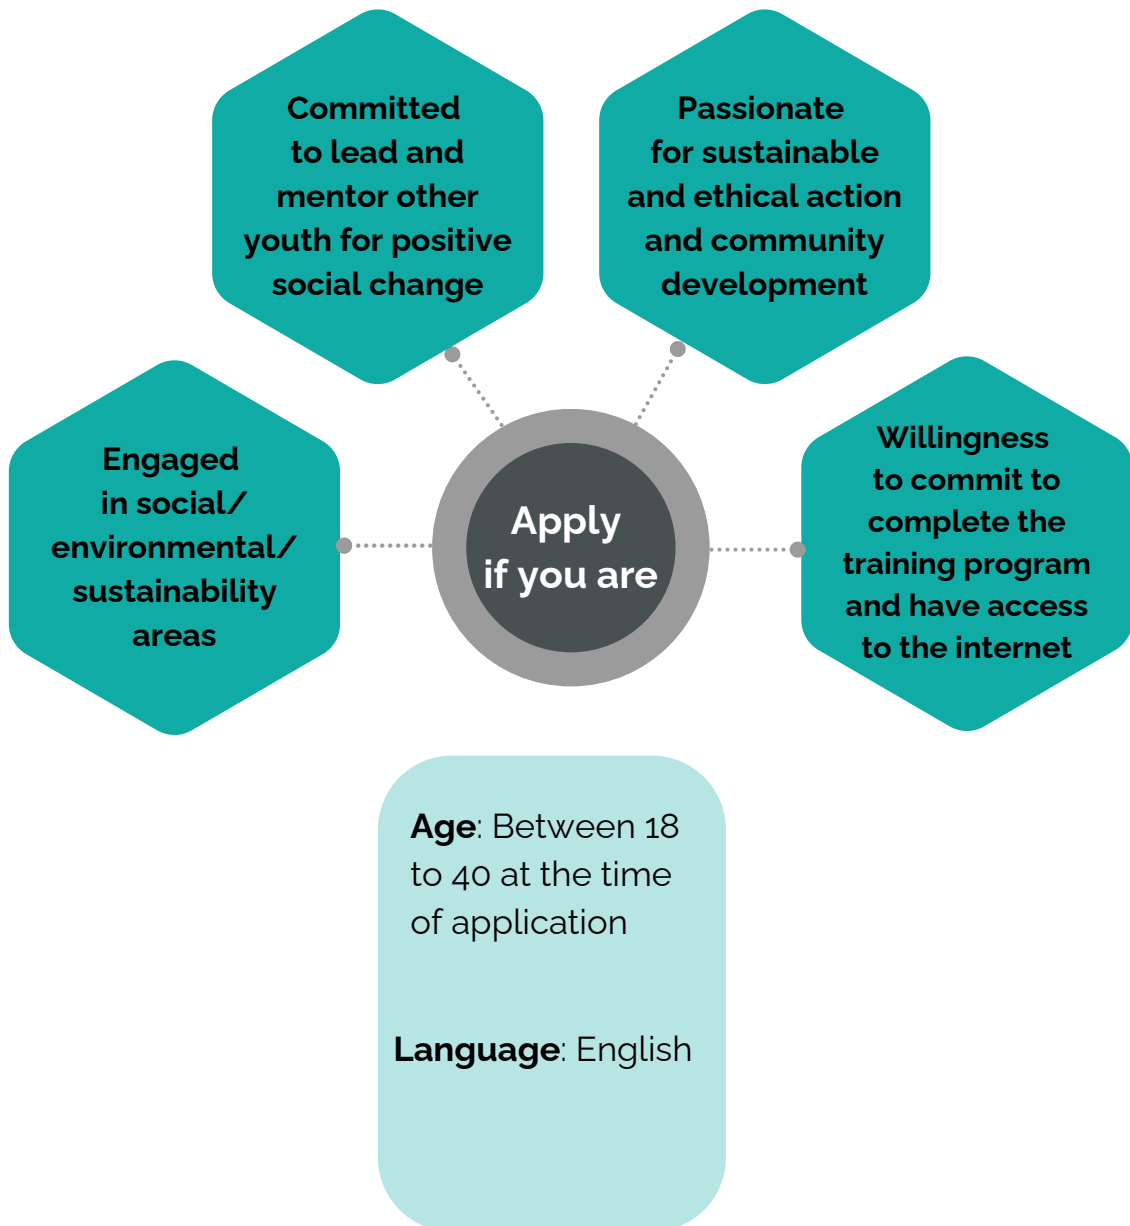 Committed
to lead and
mentor other
youth for positive
social change
Passionate
for sustainable
and ethical action
and community
development
Engaged
in social/
environmental/
sustainability
areas
Apply
if you are
Willingness
to commit to
complete the
training program
and have access
to the internet
Age: Between 18
to 40 at the time
of application
Language: English